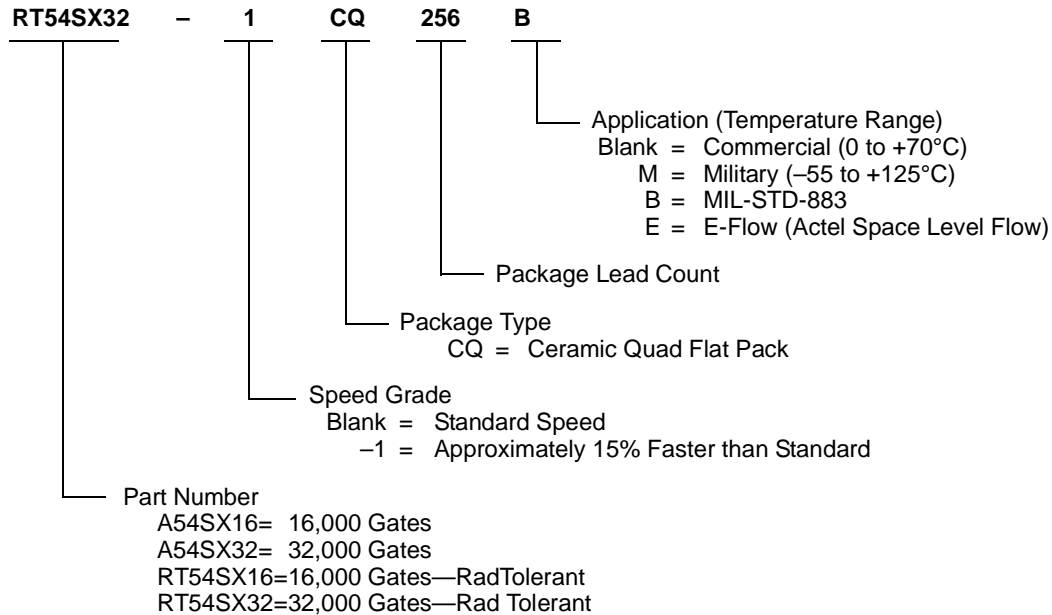 RT54SX32 – 1 CQ 256 B
Application (Temperature Range)
Blank = Commercial (0 to +70°C)
M = Military (–55 to +125°C)
B = MIL-STD-883
E = E-Flow (Actel Space Level Flow)
Package Lead Count
Package Type
CQ = Ceramic Quad Flat Pack
Speed Grade
Blank = Standard Speed
–1 = Approximately 15% Faster than Standard
Part Number
A54SX16= 16,000 Gates
A54SX32= 32,000 Gates
RT54SX16=16,000 Gates—RadTolerant
RT54SX32=32,000 Gates—Rad Tolerant